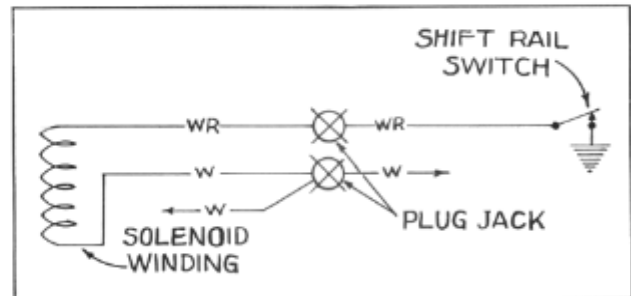 SHIFT RAIL
SWITCH
WR
WR
W
W
W
PLUG JACK
SOLENOID
WINDING